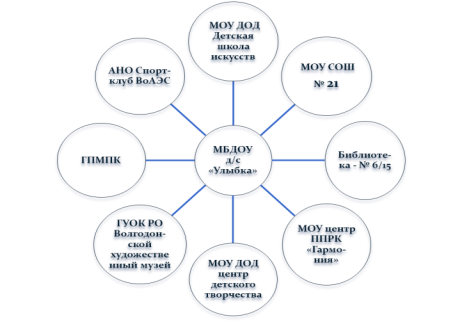 МОУ ДОД
Детская
школа
искусств
МОУ СОШ
№ 21
Библиоте-
ка - № 6/15
МОУ центр
ППРК
«Гармо-
ния»
МОУ ДОД
центр
детского
творчества
ГУОК РО
Волгодон-
ской
художестве
нный музей
ГПМПК
АНО Спорт-
клуб ВоАЭС
МБДОУ
д/с
«Улыбка»